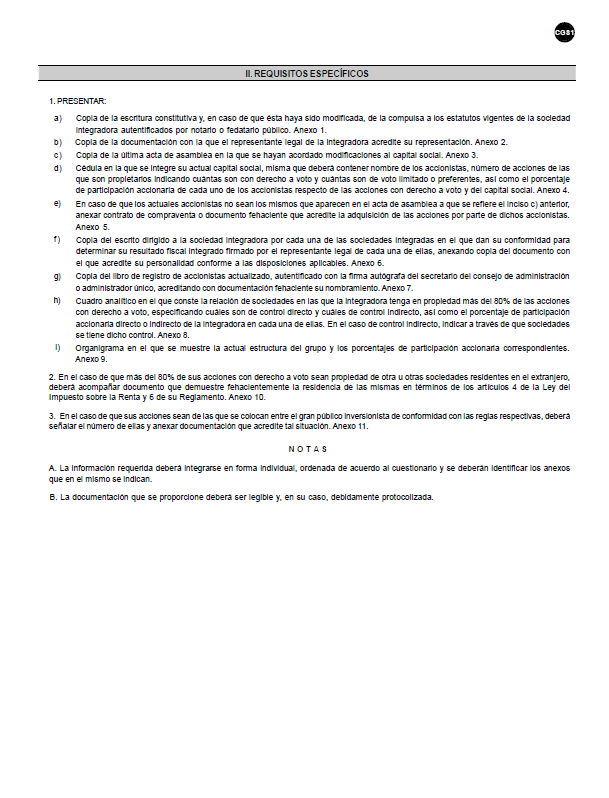 CGS1
II. REQUISITOS ESPECÍFICOS
1. PRESENTAR:
a) Copia de la escritura constitutiva y, en caso de que ésta haya sido modificada, de la compulsa a los estatutos vigentes de la sociedad
integradora autentificados por notario o fedatario público. Anexo 1.
b) Copia de la documentación con la que el representante legal de la integradora acredite su representación. Anexo 2.
c) Copia de la última acta de asamblea en la que se hayan acordado modificaciones al capital social. Anexo 3.
d) Cédula en la que se integre su actual capital social, misma que deberá contener nombre de los accionistas, número de acciones de las
que son propietarios indicando cuántas son con derecho a voto y cuántas son de voto limitado o preferentes, así como el porcentaje
de participación accionaria de cada uno de los accionistas respecto de las acciones con derecho a voto y del capital social. Anexo 4.
e) En caso de que los actuales accionistas no sean los mismos que aparecen en el acta de asamblea a que se refiere el inciso c) anterior,
anexar contrato de compraventa o documento fehaciente que acredite la adquisición de las acciones por parte de dichos accionistas.
Anexo 5.
f) Copia del escrito dirigido a la sociedad integradora por cada una de las sociedades integradas en el que dan su conformidad para
determinar su resultado fiscal integrado firmado por el representante legal de cada una de ellas, anexando copia del documento con
el que acredite su personalidad conforme a las disposiciones aplicables. Anexo 6.
g) Copia del libro de registro de accionistas actualizado, autentificado con la firma autógrafa del secretario del consejo de administración
o administrador único, acreditando con documentación fehaciente su nombramiento. Anexo 7.
h) Cuadro analítico en el que conste la relación de sociedades en las que la integradora tenga en propiedad más del 80% de las acciones
con derecho a voto, especificando cuáles son de control directo y cuáles de control indirecto, así como el porcentaje de participación
accionaria directo o indirecto de la integradora en cada una de ellas. En el caso de control indirecto, indicar a través de que sociedades
se tiene dicho control. Anexo 8.
i) Organigrama en el que se muestre la actual estructura del grupo y los porcentajes de participación accionaria correspondientes.
Anexo 9.
2. En el caso de que más del 80% de sus acciones con derecho a voto sean propiedad de otra u otras sociedades residentes en el extranjero,
deberá acompañar documento que demuestre fehacientemente la residencia de las mismas en términos de los artículos 4 de la Ley del
Impuesto sobre la Renta y 6 de su Reglamento. Anexo 10.
3. En el caso de que sus acciones sean de las que se colocan entre el gran público inversionista de conformidad con las reglas respectivas, deberá
señalar el número de ellas y anexar documentación que acredite tal situación. Anexo 11.
N O T A S
A. La información requerida deberá integrarse en forma individual, ordenada de acuerdo al cuestionario y se deberán identificar los anexos
que en el mismo se indican.
B. La documentación que se proporcione deberá ser legible y, en su caso, debidamente protocolizada.